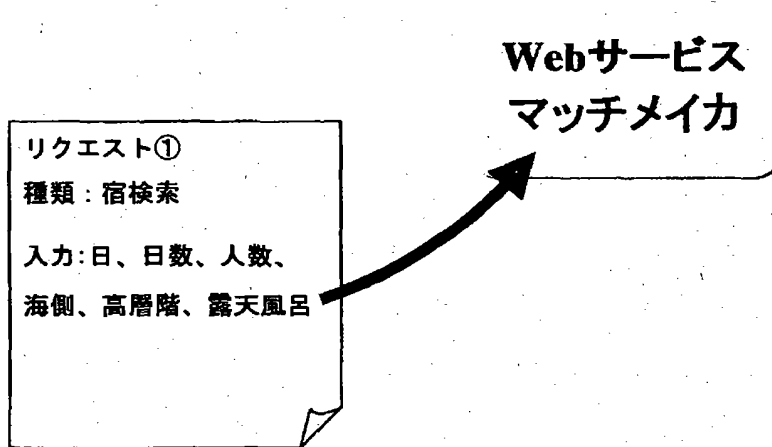 Webサービス
マッチメイカ
リクエスト①
種類：宿検索
入力：日、日数、人数、
海側、高層階、露天風呂